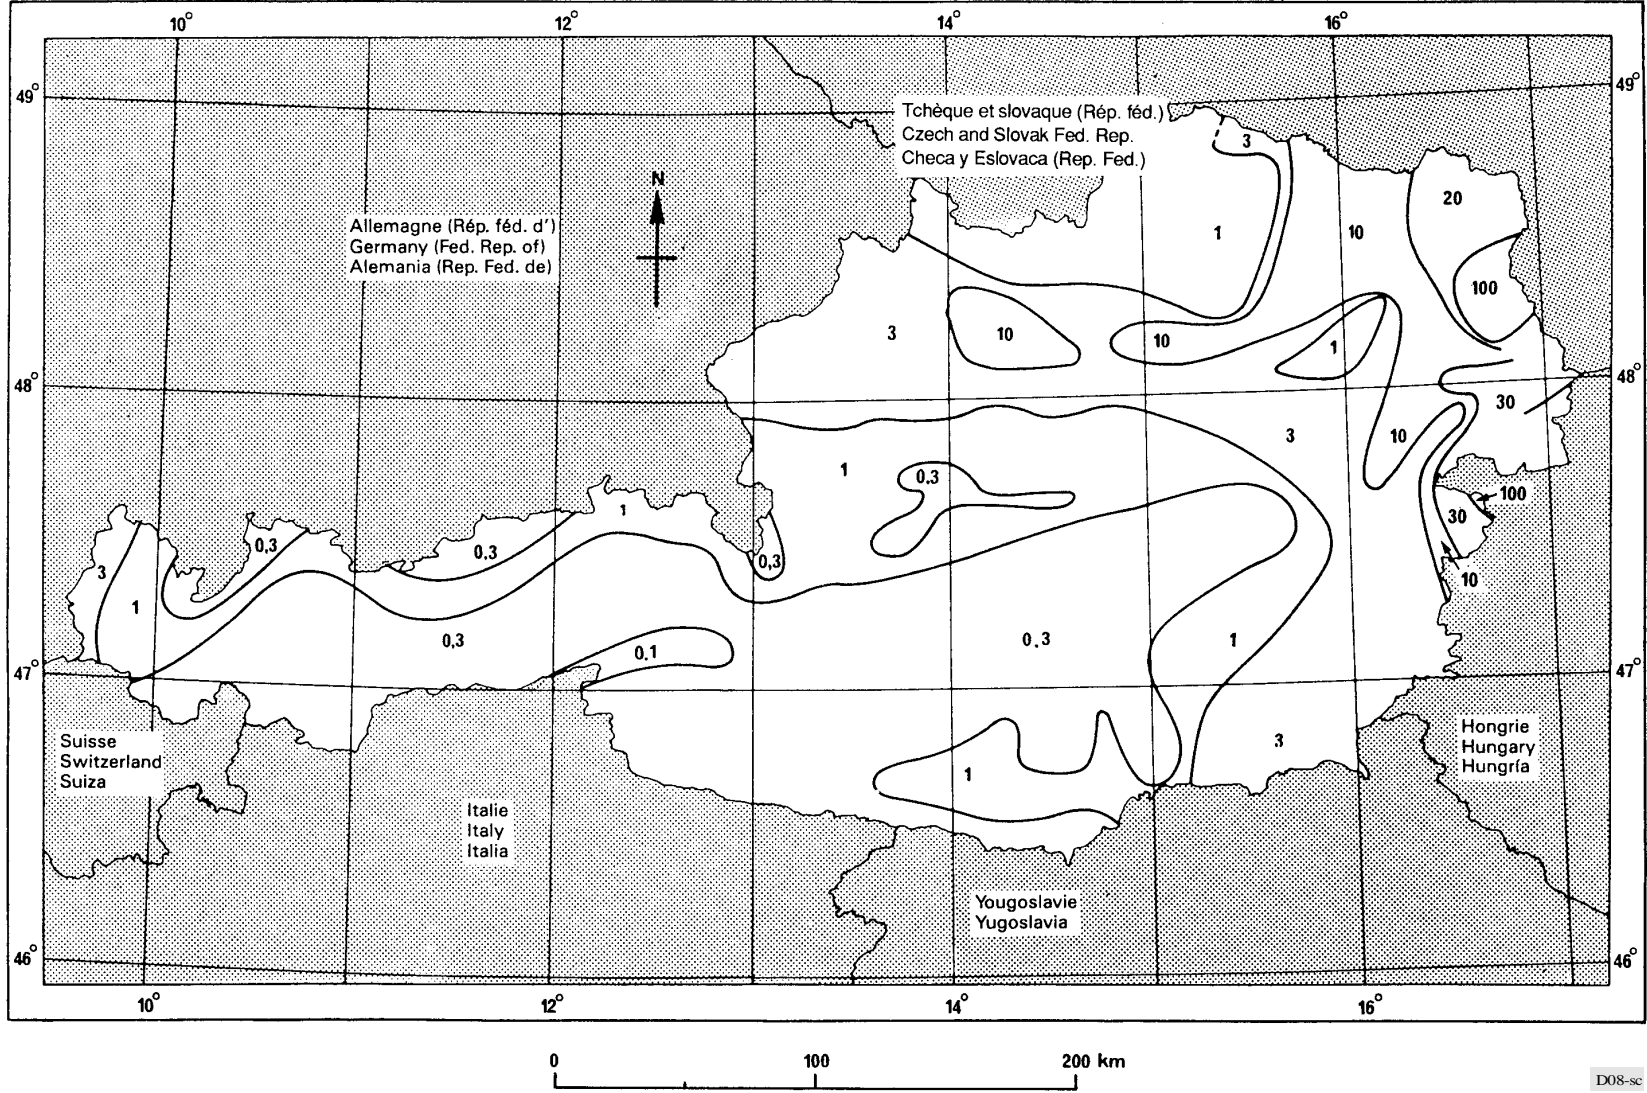 10° 12° 14° 16°
49° 49°
Tchèque et slovaque (Rép. féd.)
Czech and Slovak Fed. Rep.
Checa y Eslovaca (Rep. Fed.)
3
N
20
Allemagne (Rép. féd. d')
Germany (Fed. Rep. of)
Alemania (Rep. Fed. de)
1 10
100
3 10 10 1
48° 48°
30
3 10
1 0,3
100
1
30
0,3 0,3 0,3
3
10
1
0,3 0,1 0,3 1
47° 47°
Suisse
Switzerland
Suiza
Hongrie
Hungary
Hungría
3
1
Italie
Italy
Italia
Yougoslavie
Yugoslavia
46° 46°
10° 12° 14° 16°
0 100 200 km
D08-sc